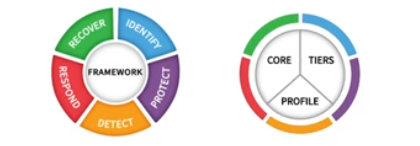 RECOVER
IDENTIFY
PROTECT
DETECT
RESPOND
FRAMEWORK
CORE
TIERS
PROFILE